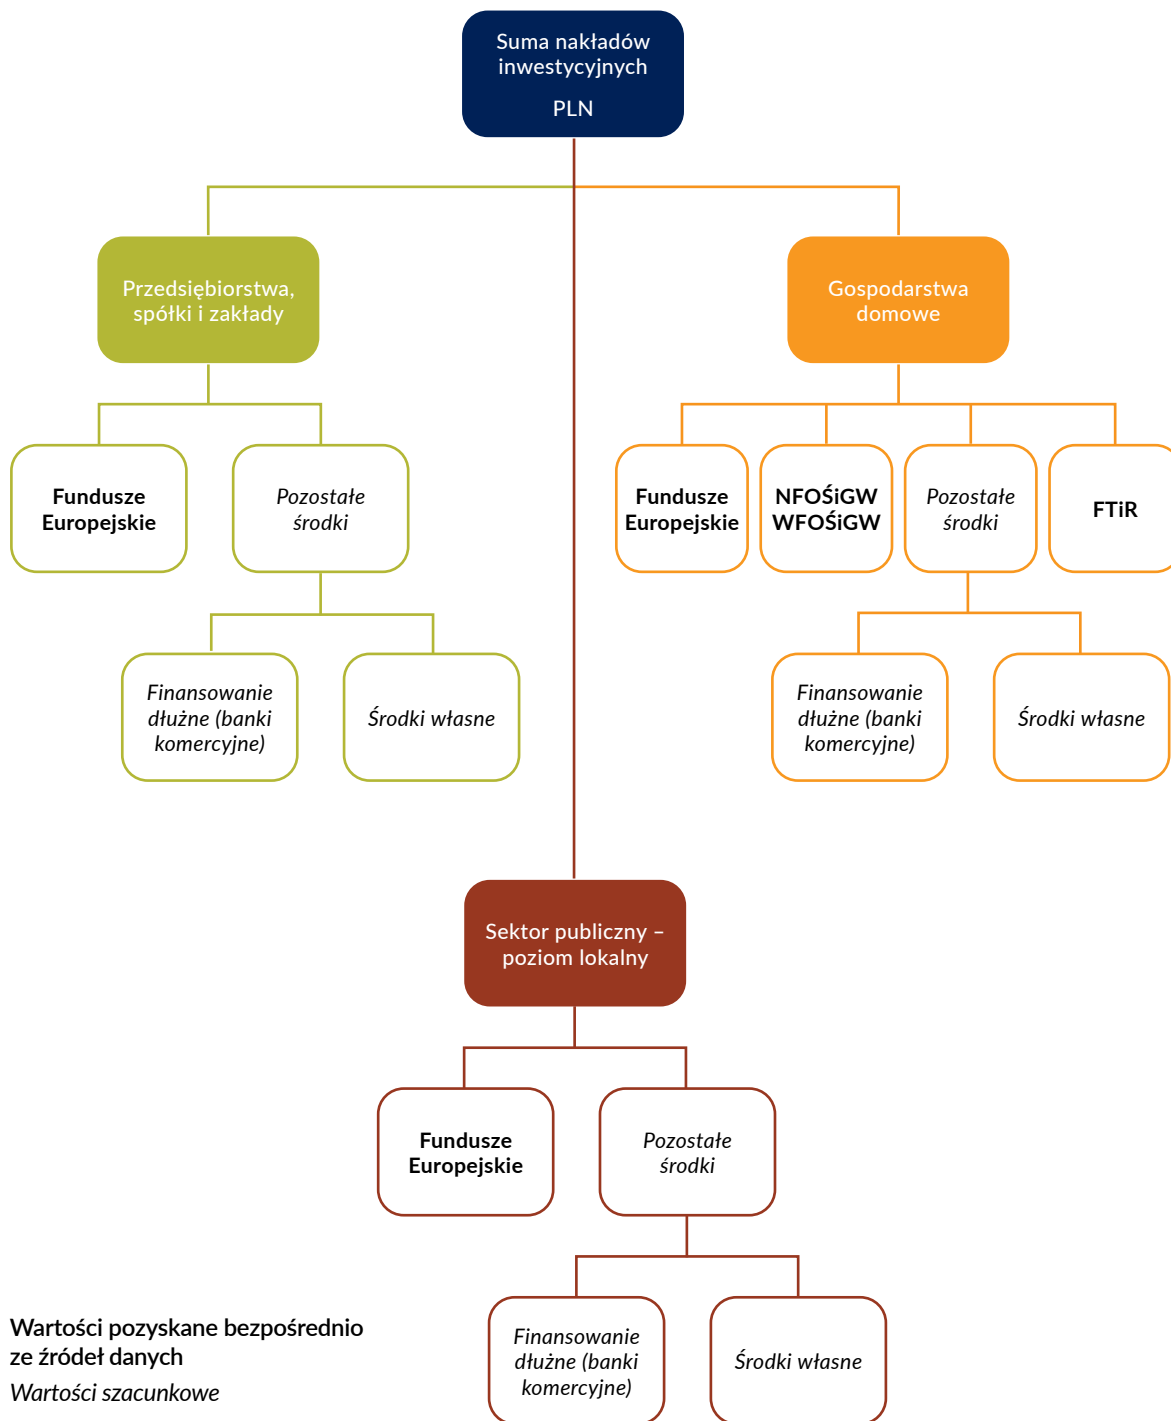 Suma nakładów
inwestycyjnych
PLN
Przedsiębiorstwa,
spółki i zakłady
Gospodarstwa
domowe
Fundusze
Europejskie
Pozostałe
środki
Fundusze
Europejskie
NFOŚiGW
WFOŚiGW
Pozostałe
środki
FTiR
Finansowanie
dłużne (banki
komercyjne)
Środki własne
Finansowanie
dłużne (banki
komercyjne)
Środki własne
Sektor publiczny –
poziom lokalny
Fundusze
Europejskie
Pozostałe
środki
Finansowanie
dłużne (banki
komercyjne)
Środki własne
Wartości pozyskane bezpośrednio
ze źródeł danych
Wartości szacunkowe